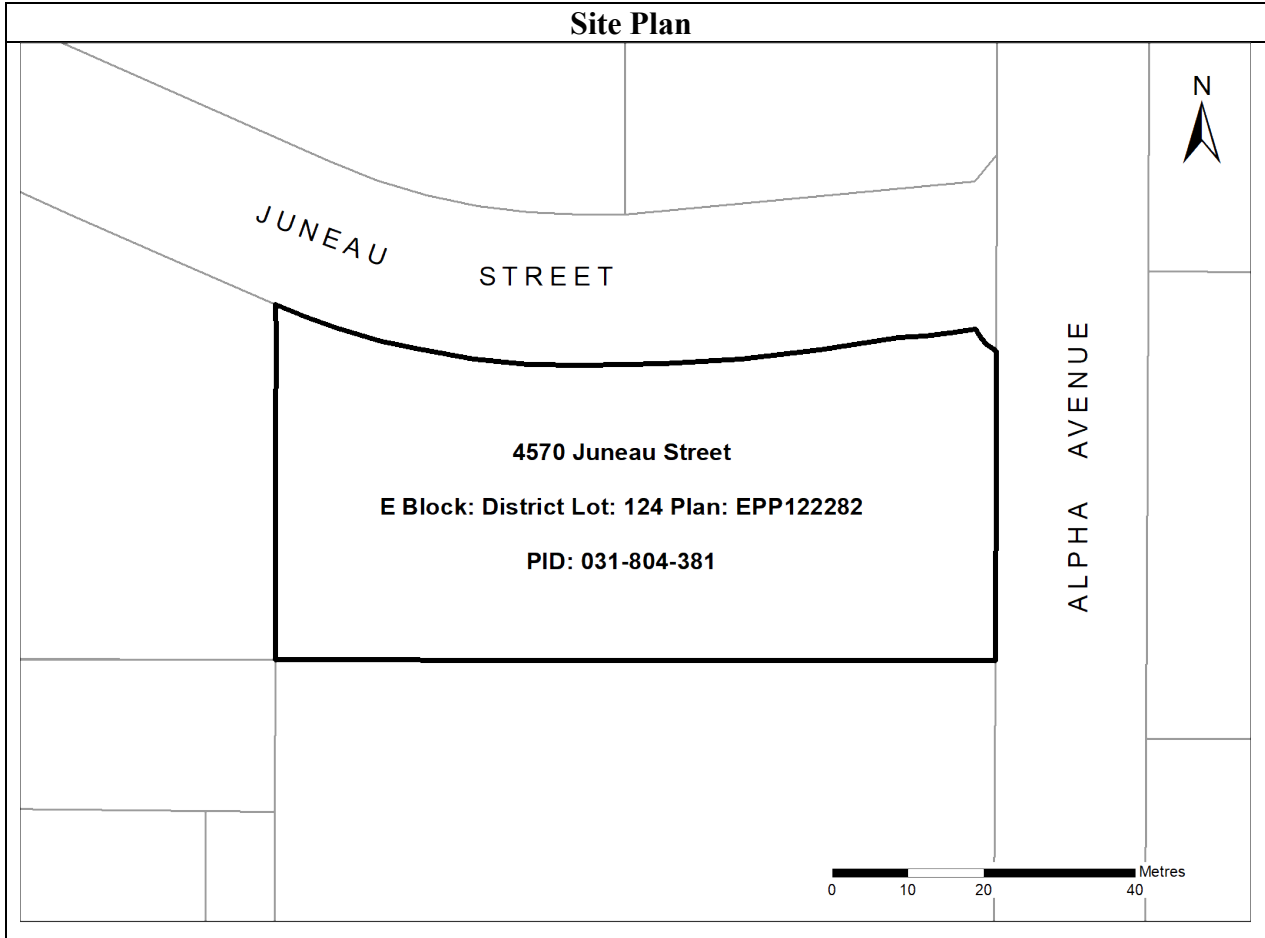 Site Plan
N
JUNEAU
STREET
ALPHA AVENUE
4570 Juneau Street
E Block: District Lot: 124 Plan: EPP122282
PID: 031-804-381
Metres
0 10 20 40